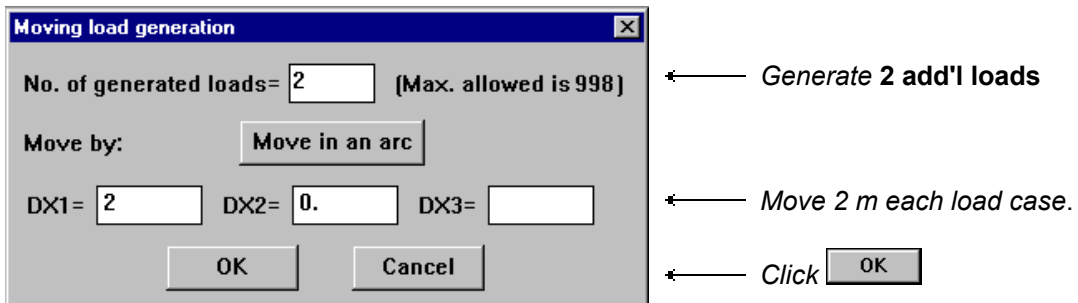 Moving load generation
No. of generated loads= 2 (Max. allowed is 998)
Generate 2 add'l loads
Move by: Move in an arc
DX1= 2 DX2= 0. DX3=
Move 2 m each load case.
OK Cancel
Click OK